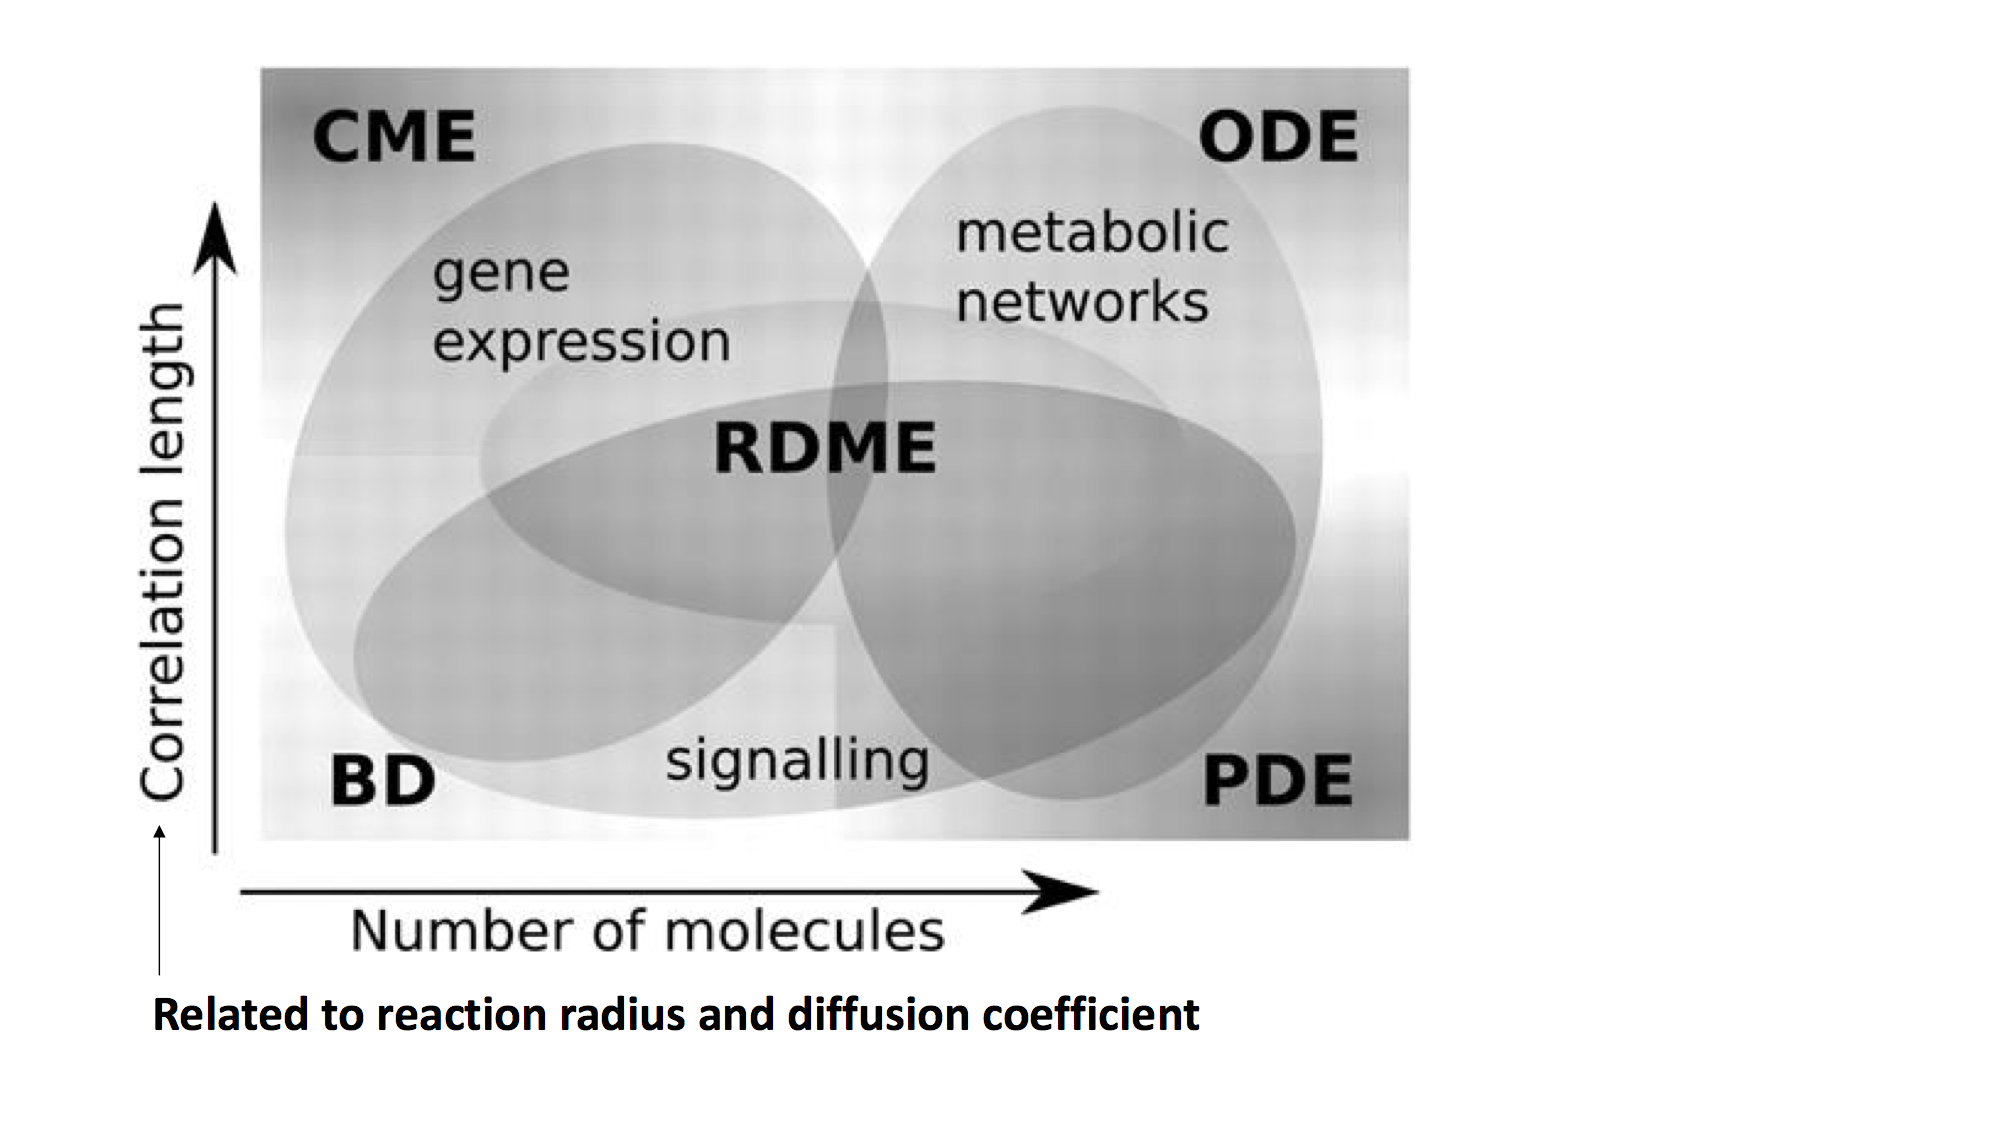 CME
ODE
gene
expression
metabolic
networks
RDME
signalling
BD
PDE
Correlation length
Number of molecules
Related to reaction radius and diffusion coefficient